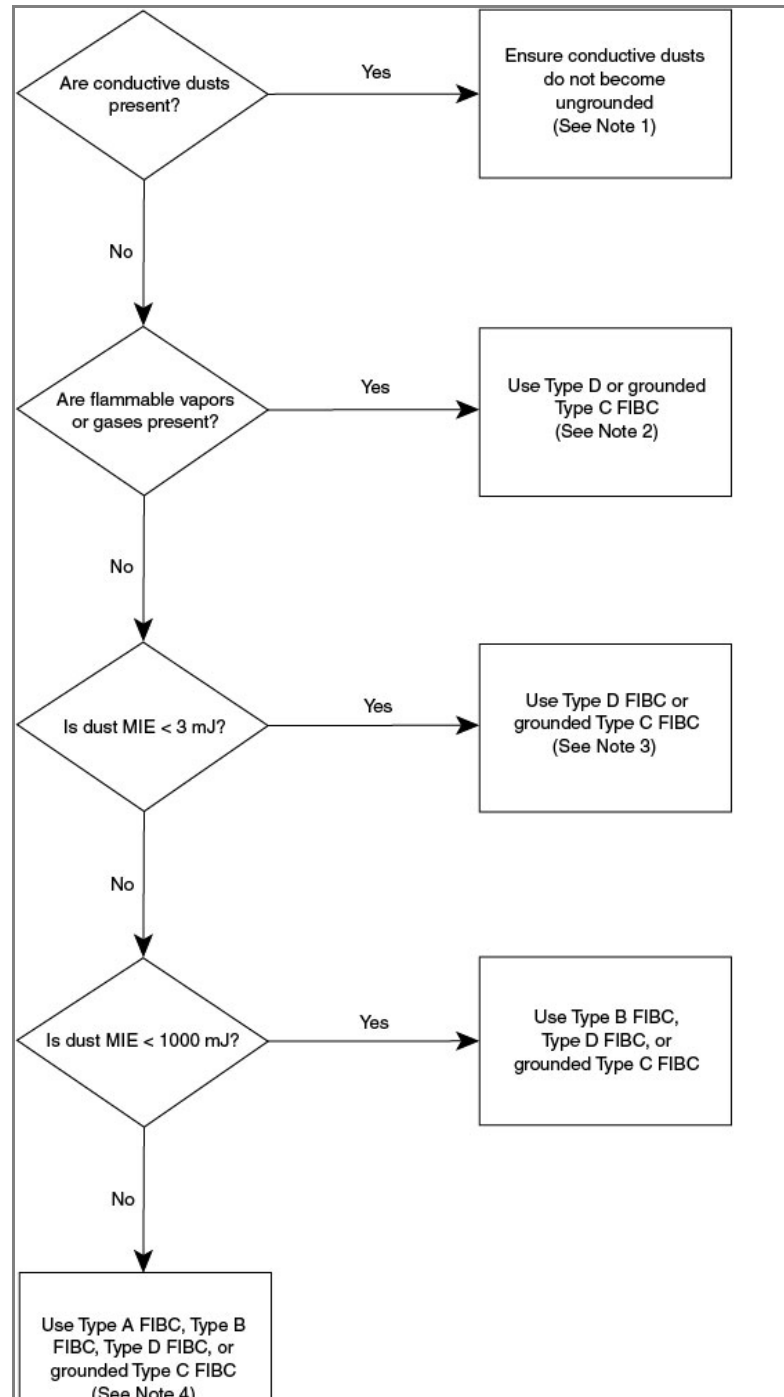 Are conductive dusts
present?
Yes
Ensure conductive dusts
do not become
ungrounded
(See Note 1)
No
Are flammable vapors
or gases present?
Yes
Use Type D or grounded
Type C FIBC
(See Note 2)
No
Is dust MIE < 3 mJ?
Yes
Use Type D FIBC or
grounded Type C FIBC
(See Note 3)
No
Is dust MIE < 1000 mJ?
Yes
Use Type B FIBC,
Type D FIBC, or
grounded Type C FIBC
No
Use Type A FIBC, Type B
FIBC, Type D FIBC, or
grounded Type C FIBC
(See Note 4)